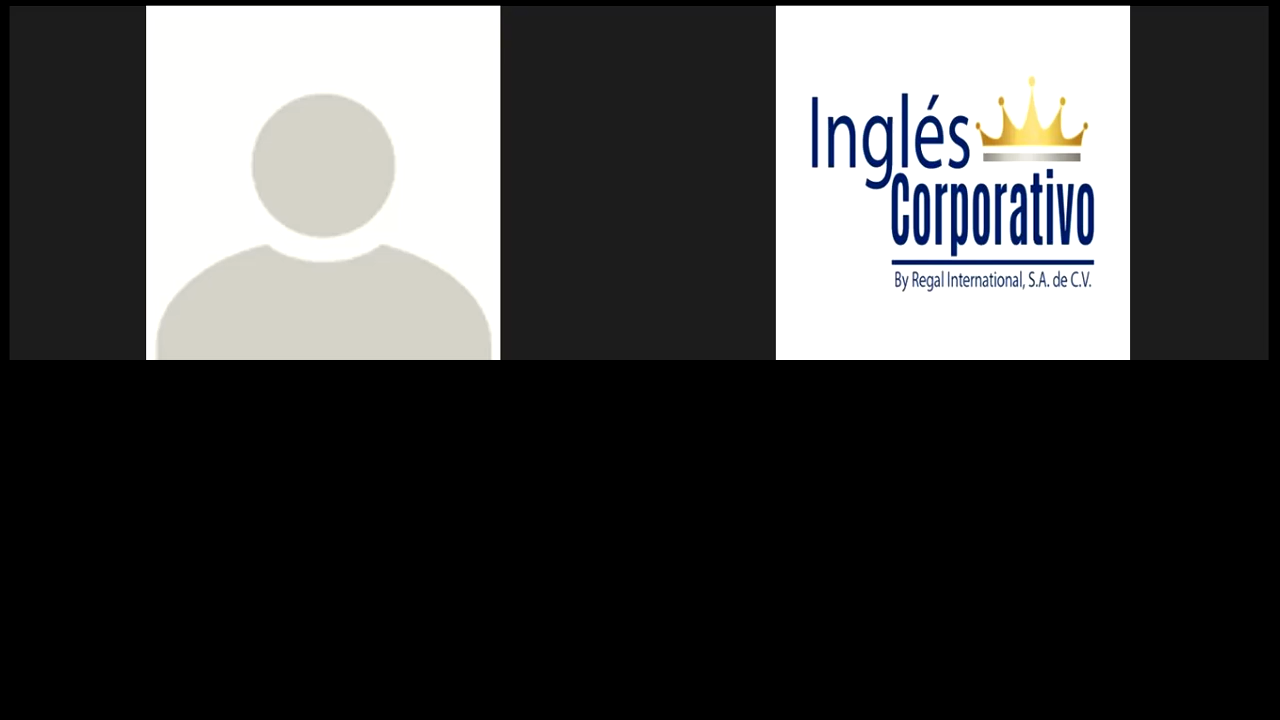 Inglés
Corporativo
By Regal International, S.A. de C.V.